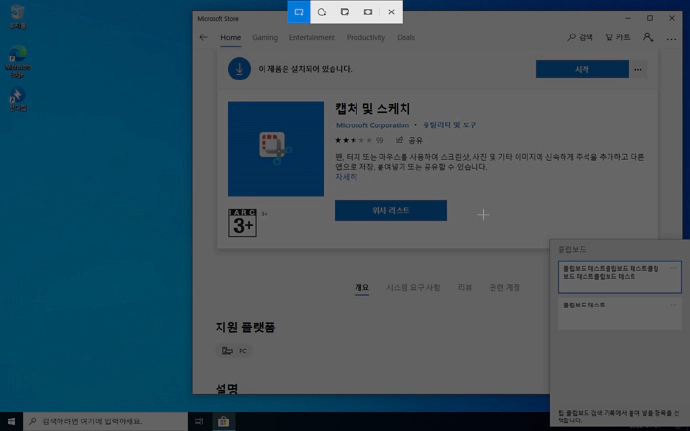 휴지통
Microsoft Edge
Microsoft Store
Home Gaming Entertainment Productivity Deals
검색 카트
이 제품은 설치되어 있습니다.
시작
캡처 및 스케치
Microsoft Corporation • 유틸리티 및 도구
99 공유
펜, 터치 또는 마우스를 사용하여 스크린샷, 사진 및 기타 이미지에 신속하게 주석을 추가하고 다른
앱으로 저장, 붙여넣기 또는 공유할 수 있습니다.
자세히
위시 리스트
IARC
3+
3+
개요 시스템 요구 사항 리뷰 관련 계정
지원 플랫폼
PC
설명
클립보드
클립보드 테스트클립보드 테스트클립
보드 테스트클립보드 테스트
클립보드 테스트
팁: 클립보드 검색 기록에서 붙여 넣을 항목을 선
택합니다.
검색하려면 여기에 입력하세요.